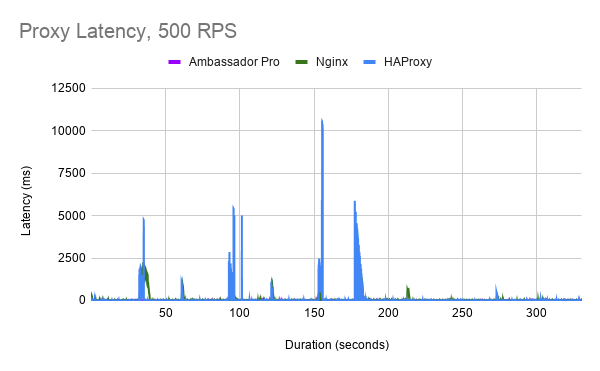 Proxy Latency, 500 RPS
Ambassador Pro Nginx HAProxy
12500
10000
7500
5000
2500
0
Latency (ms)
50 100 150 200 250 300
Duration (seconds)